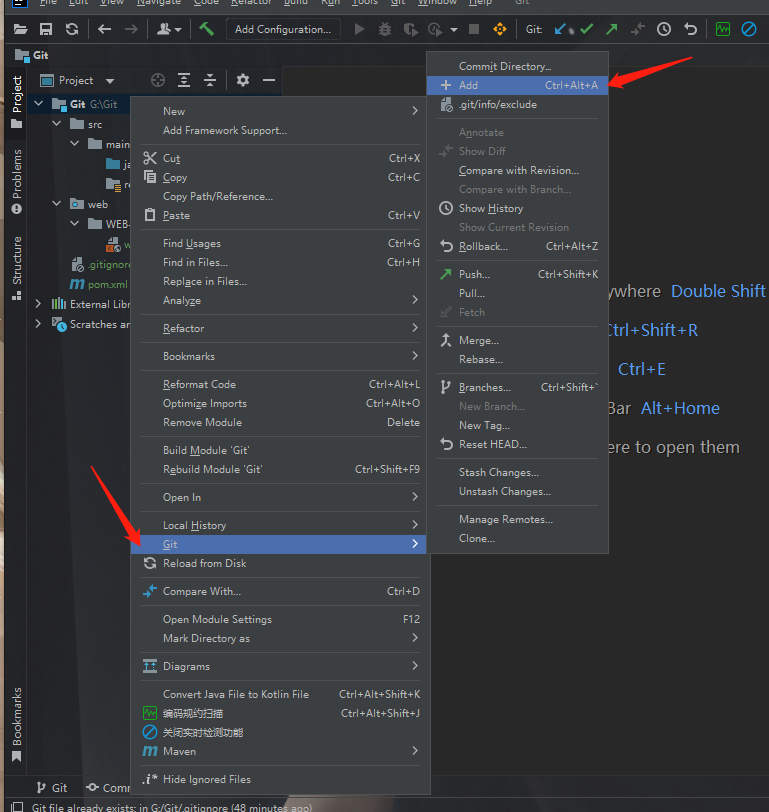 File Edit View Navigate Code Refactor Build Run Tools Git Window Help Git
Add Configuration... Git:
Git
Project
Git G:\Git
src
main
web
WEB-
.gitignore
pom.xml
External Libr
Scratches an
Project
Problems
Structure
Bookmarks
New
Add Framework Support...
Cut Ctrl+X
Copy Ctrl+C
Copy Path/Reference...
Paste Ctrl+V
Find Usages Ctrl+G
Find in Files... Ctrl+H
Replace in Files...
Analyze
Refactor
Bookmarks
Reformat Code Ctrl+Alt+L
Optimize Imports Ctrl+Alt+O
Remove Module Delete
Build Module 'Git'
Rebuild Module 'Git' Ctrl+Shift+F9
Open In
Local History
Git
Reload from Disk
Compare With... Ctrl+D
Open Module Settings F12
Mark Directory as
Diagrams
Convert Java File to Kotlin File Ctrl+Alt+Shift+K
编码规约扫描 Ctrl+Alt+Shift+J
关闭实时检测功能
Maven
.i* Hide Ignored Files
Commit Directory...
Add Ctrl+Alt+A
.git/info/exclude
Annotate
Show Diff
Compare with Revision...
Compare with Branch...
Show History
Show Current Revision
Rollback... Ctrl+Alt+Z
Push... Ctrl+Shift+K
Pull...
Fetch
Merge...
Rebase...
Branches... Ctrl+Shift+`
New Branch...
New Tag...
Reset HEAD...
Stash Changes...
Unstash Changes...
Manage Remotes...
Clone...
ywhere Double Shift
Ctrl+Shift+R
Ctrl+E
Bar Alt+Home
ere to open them
Git Comm
Git file already exists: in G:/Git/.gitignore (48 minutes ago)